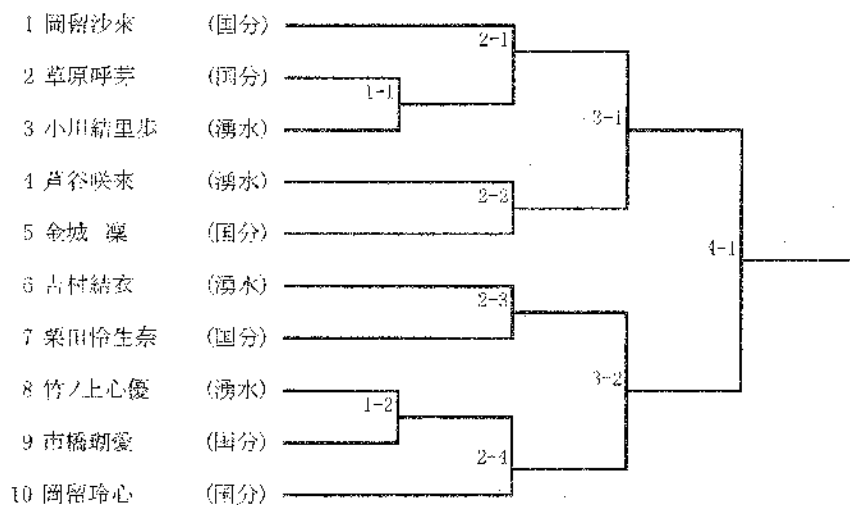 1 岡留沙來 (国分)
2-1
2 草原呼芽 (国分)
1-1
3 小川結里歩 (湧水)
3-1
4 芦谷咲來 (湧水)
2-2
5 金城 凜 (国分)
4-1
6 吉村結衣 (湧水)
2-3
7 栗田怜生奈 (国分)
3-2
8 竹ノ上心優 (湧水)
1-2
9 市橋瑚愛 (国分)
2-4
10 岡留玲心 (国分)